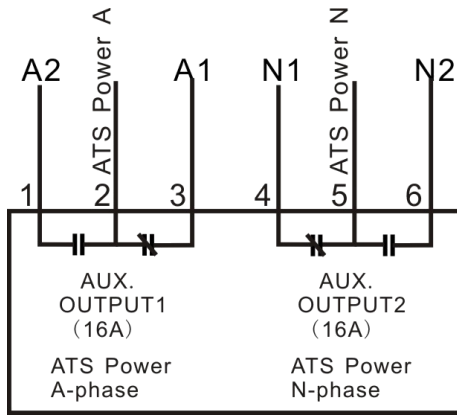 A2
ATS Power A
A1
N1
ATS Power N
N2
1
2
3
4
5
6
AUX.
OUTPUT1
(16A)
ATS Power
A-phase
AUX.
OUTPUT2
(16A)
ATS Power
N-phase